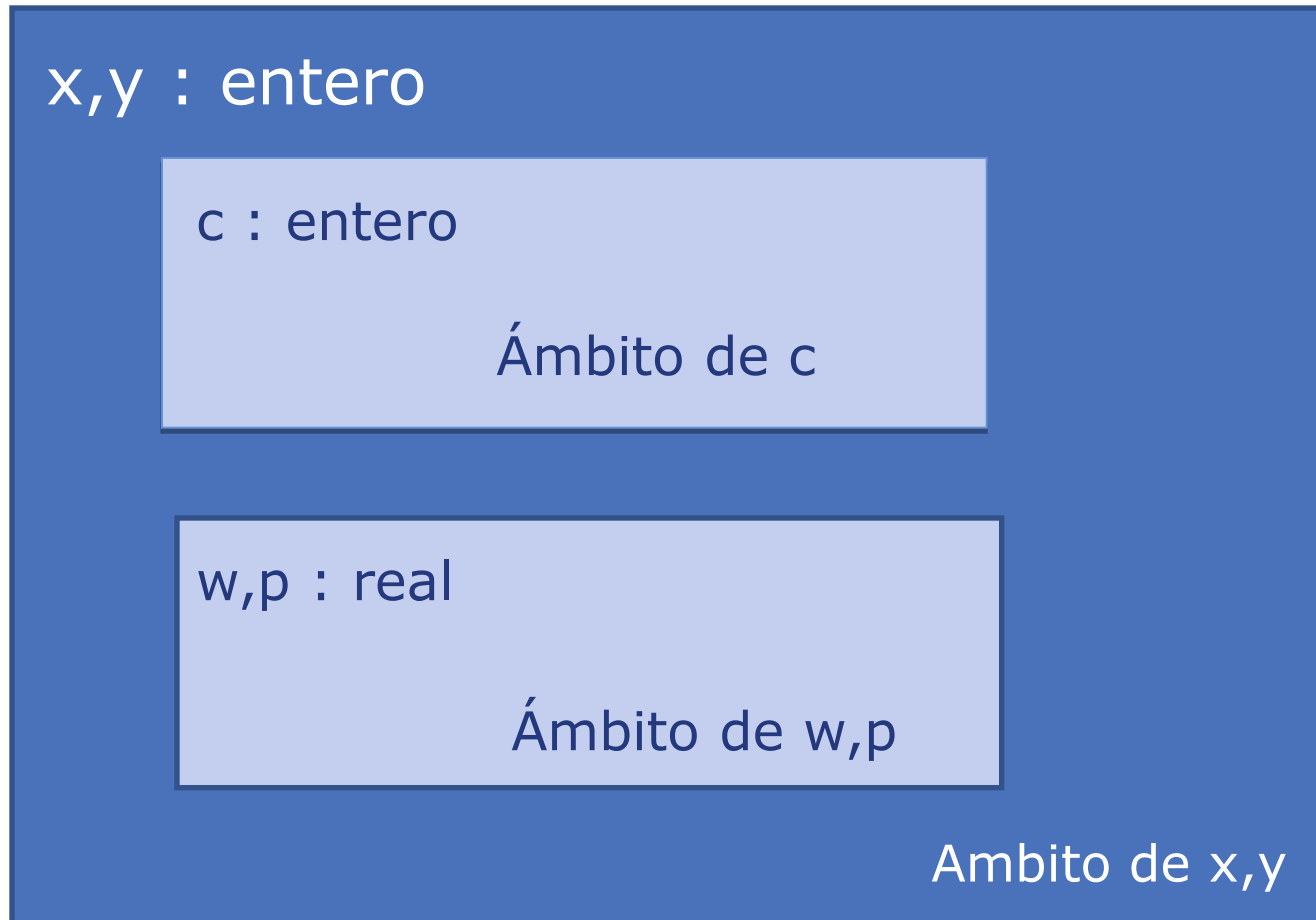 x,y : entero
c : entero
Ámbito de c
w,p : real
Ámbito de w,p
Ambito de x,y